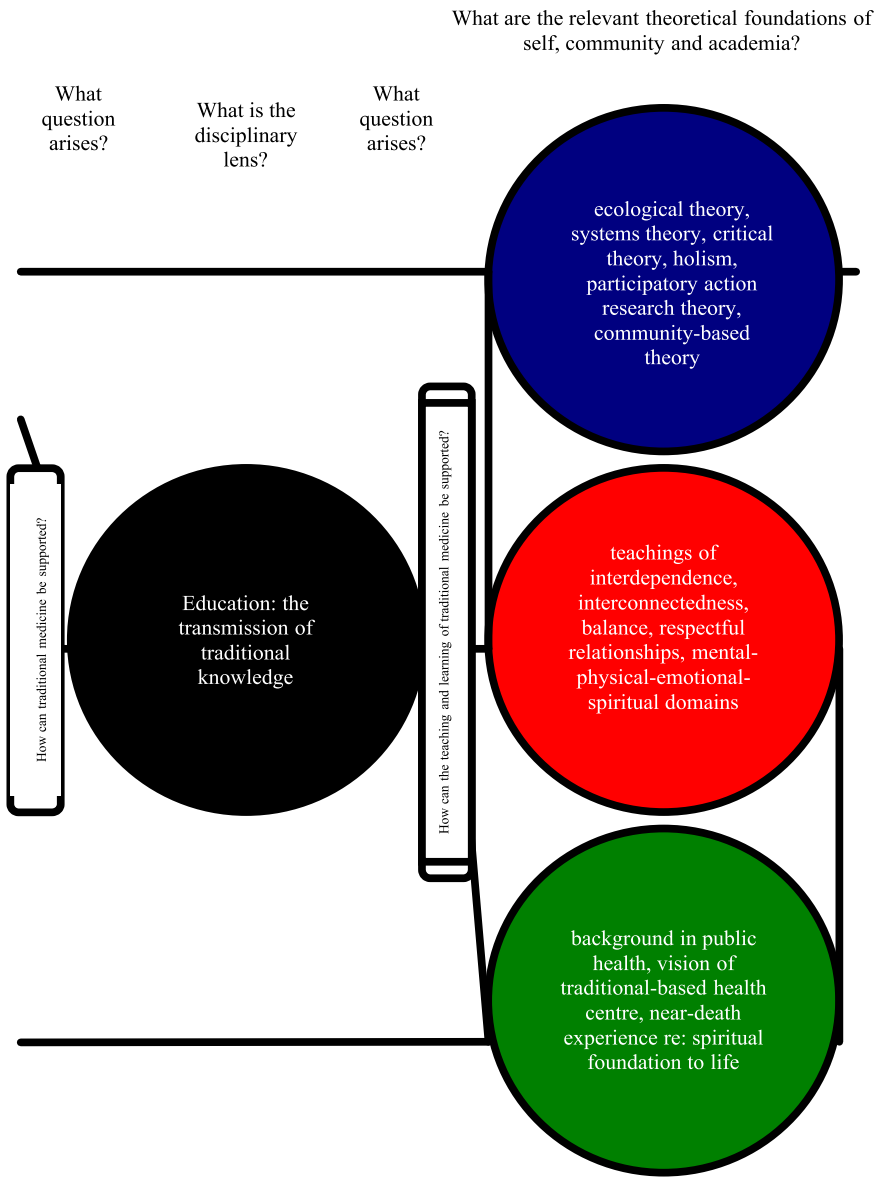 What are the relevant theoretical foundations of
self, community and academia?
What
question
arises?
What is the
disciplinary
lens?
What
question
arises?
ecological theory,
systems theory, critical
theory, holism,
participatory action
research theory,
community-based
theory
How can traditional medicine be supported?
Education: the
transmission of
traditional
knowledge
How can the teaching and learning of traditional medicine be supported?
teachings of
interdependence,
interconnectedness,
balance, respectful
relationships, mental-
physical-emotional-
spiritual domains
background in public
health, vision of
traditional-based health
centre, near-death
experience re: spiritual
foundation to life